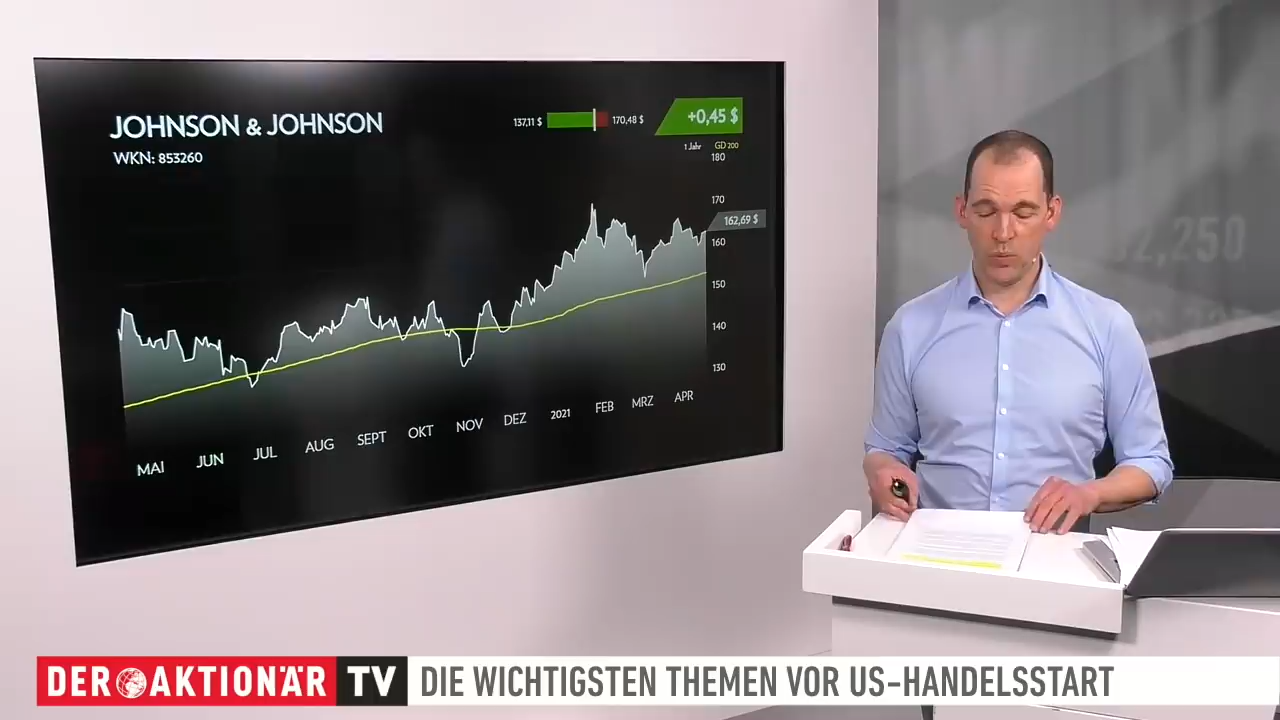 JOHNSON & JOHNSON
WKN: 853260
137,11 $
170,48 $
+0,45 $
1 Jahr GD 200
180
170
162,69 $
160
150
140
130
MAI JUN JUL AUG SEPT OKT NOV DEZ 2021 FEB MRZ APR
2,250
DER AKTIONÄR TV DIE WICHTIGSTEN THEMEN VOR US-HANDELSSTART